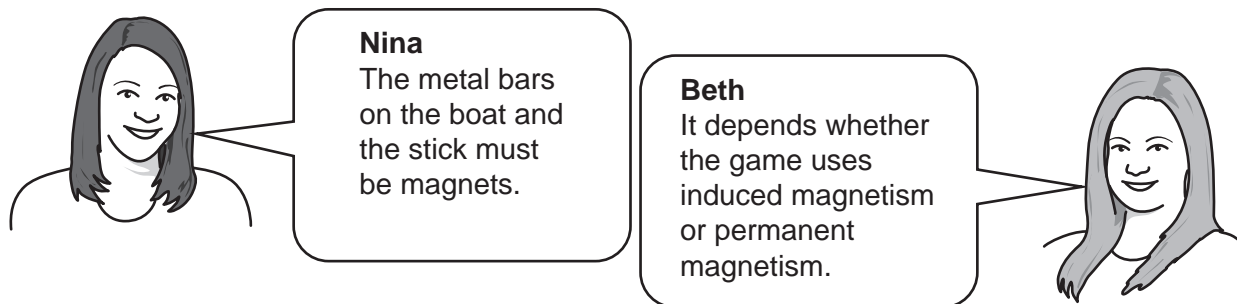 Nina
The metal bars
on the boat and
the stick must
be magnets.
Beth
It depends whether
the game uses
induced magnetism
or permanent
magnetism.